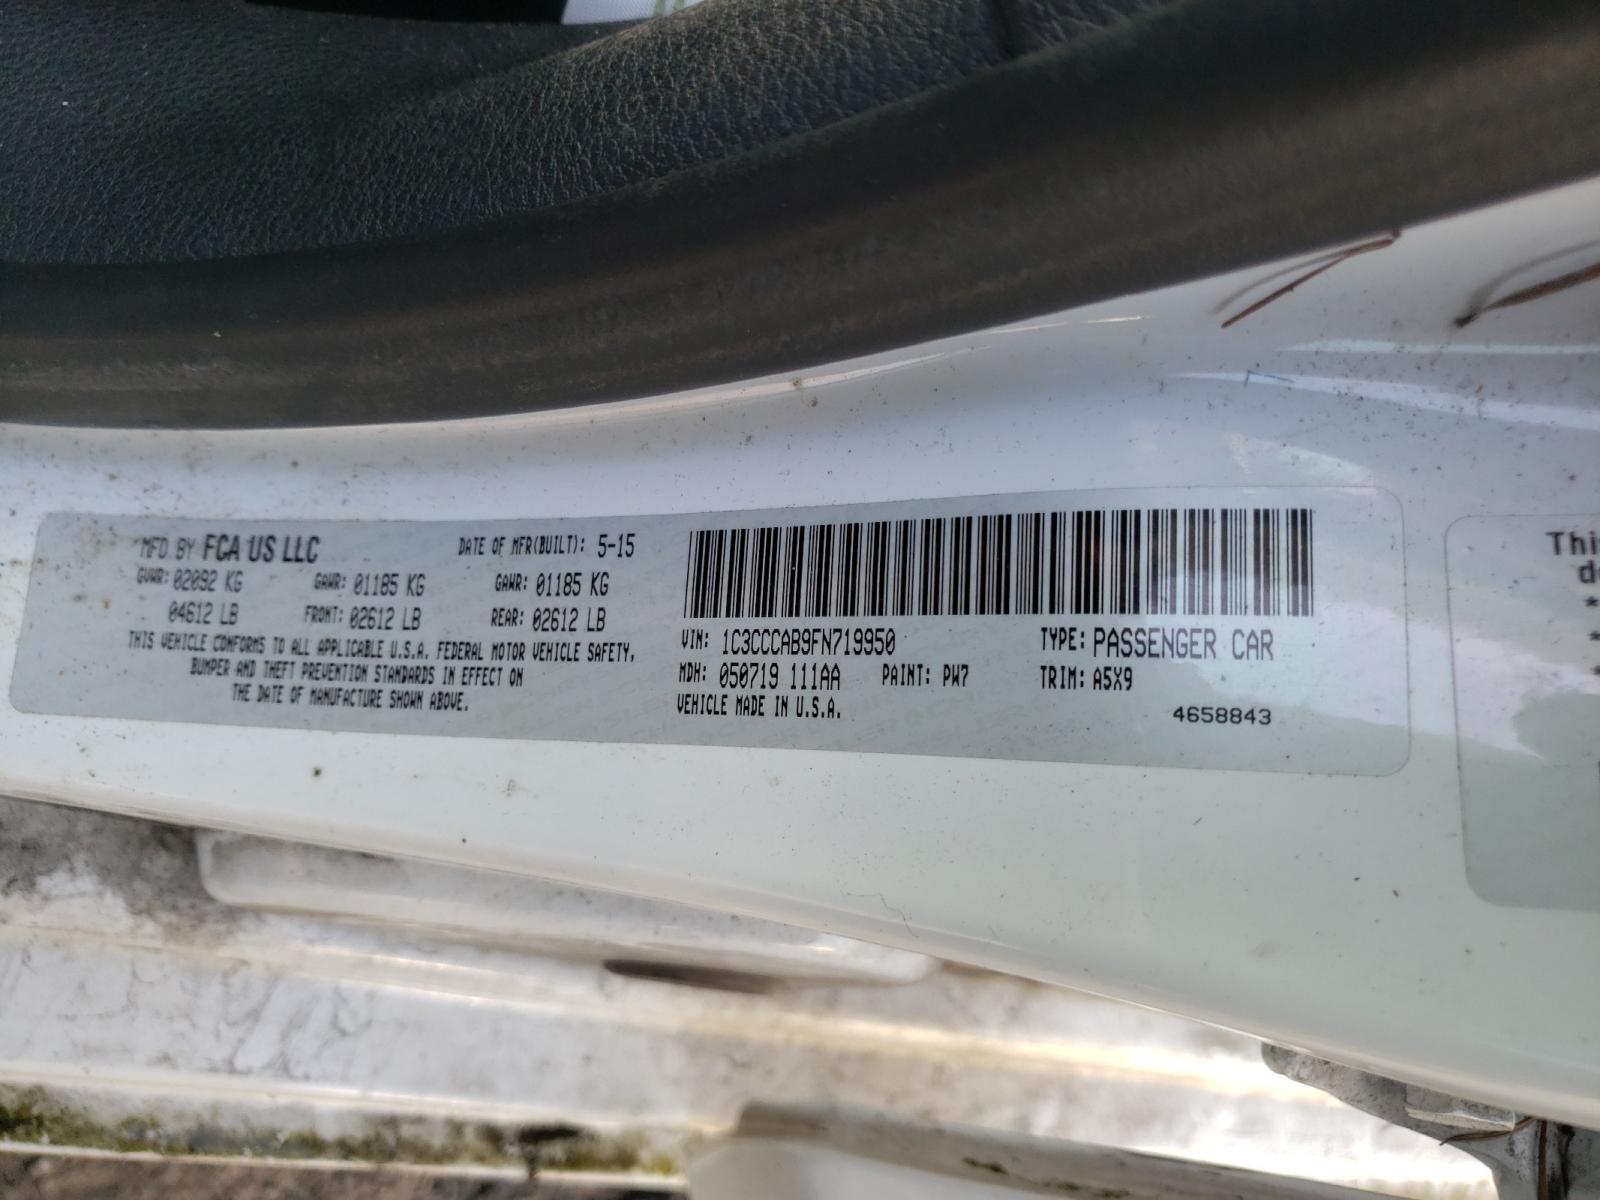 MFD BY FCA US LLC DATE OF MFR(BUILT): 5-15
GVWR: 02092 KG GAWR: 01185 KG GAWR: 01185 KG
04612 LB FRONT: 02612 LB REAR: 02612 LB
THIS VEHICLE CONFORMS TO ALL APPLICABLE U.S.A. FEDERAL MOTOR VEHICLE SAFETY,
BUMPER AND THEFT PREVENTION STANDARDS IN EFFECT ON
THE DATE OF MANUFACTURE SHOWN ABOVE.
VIN: 1C3CCCAB9FN719950 TYPE: PASSENGER CAR
MDH: 050719 111AA PAINT: PW7 TRIM: A5X9
VEHICLE MADE IN U.S.A.
4658843
*
*